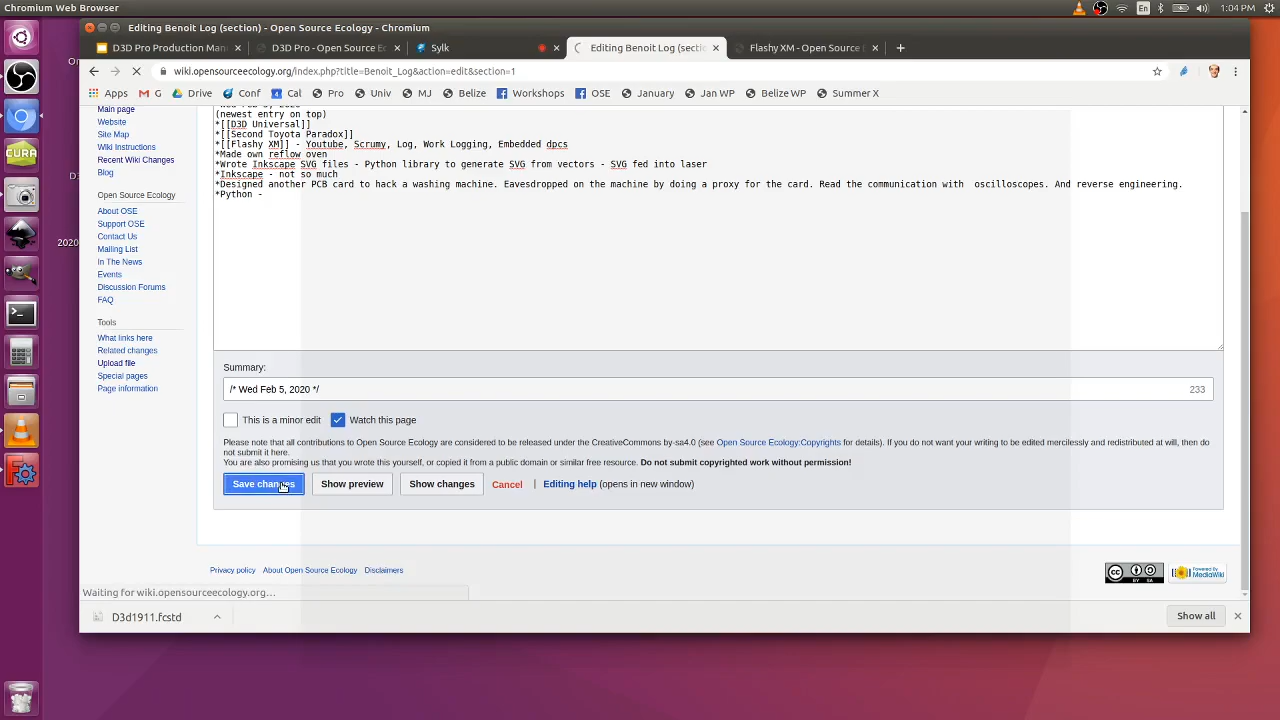 Chromium Web Browser
En
1:04 PM
Editing Benoit Log (section) - Open Source Ecology - Chromium
D3D Pro Production Man
D3D Pro - Open Source E
Sylk
Editing Benoit Log (secti
Flashy XM - Open Source
wiki.opensourceecology.org/index.php?title=Benoit_Log&action=edit&section=1
Apps
G
Drive
Conf
Cal
Pro
Univ
MJ
Belize
Workshops
OSE
January
Jan WP
Belize WP
Summer X
Main page
Website
Site Map
Wiki Instructions
Recent Wiki Changes
Blog
Open Source Ecology
About OSE
Support OSE
Contact Us
Mailing List
In The News
Events
Discussion Forums
FAQ
Tools
What links here
Related changes
Upload file
Special pages
Page information
(newest entry on top)
*[[D3D Universal]]
*[[Second Toyota Paradox]]
*[[Flashy XM]] - Youtube, Scrumy, Log, Work Logging, Embedded dpcs
*Made own reflow oven
*Wrote Inkscape SVG files - Python library to generate SVG from vectors - SVG fed into laser
*Inkscape - not so much
*Designed another PCB card to hack a washing machine. Eavesdropped on the machine by doing a proxy for the card. Read the communication with  oscilloscopes. And reverse engineering.
*Python -
Summary:
/* Wed Feb 5, 2020 */
233
This is a minor edit
Watch this page
Please note that all contributions to Open Source Ecology are considered to be released under the CreativeCommons by-sa4.0 (see Open Source Ecology:Copyrights for details). If you do not want your writing to be edited mercilessly and redistributed at will, then do
not submit it here.
You are also promising us that you wrote this yourself, or copied it from a public domain or similar free resource. Do not submit copyrighted work without permission!
Save changes
Show preview
Show changes
Cancel
|
Editing help (opens in new window)
Privacy policy
About Open Source Ecology
Disclaimers
Waiting for wiki.opensourceecology.org...
D3d1911.fcstd
Show all
CURA
2020